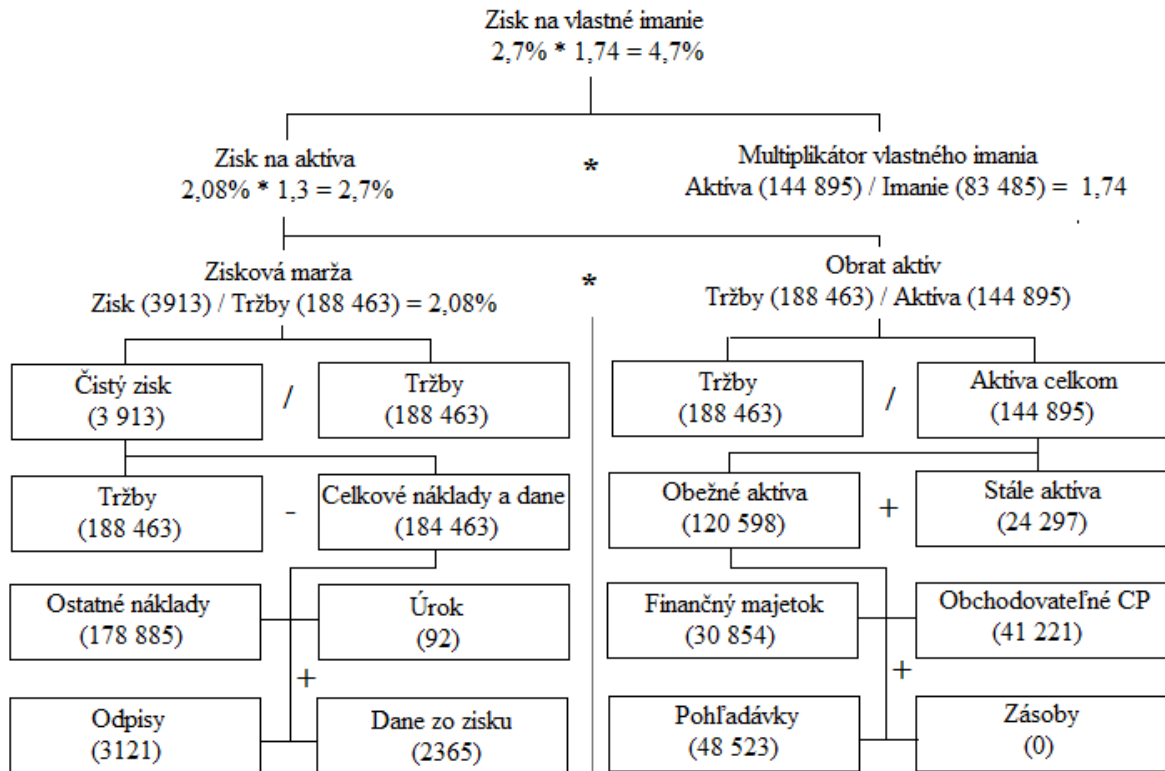 Zisk na vlastné imanie
2,7% * 1,74 = 4,7%
Zisk na aktíva
2,08% * 1,3 = 2,7%
*
Multiplikátor vlastného imania
Aktíva (144 895) / Imanie (83 485) = 1,74
Zisková marža
Zisk (3913) / Tržby (188 463) = 2,08%
*
Obrat aktív
Tržby (188 463) / Aktíva (144 895)
Čistý zisk
(3 913)
/
Tržby
(188 463)
Tržby
(188 463)
/
Aktíva celkom
(144 895)
Tržby
(188 463)
-
Celkové náklady a dane
(184 463)
Obežné aktíva
(120 598)
+
Stále aktíva
(24 297)
Ostatné náklady
(178 885)
Úrok
(92)
Finančný majetok
(30 854)
Obchodovateľné CP
(41 221)
+
+
Odpisy
(3121)
Dane zo zisku
(2365)
Pohľadávky
(48 523)
Zásoby
(0)